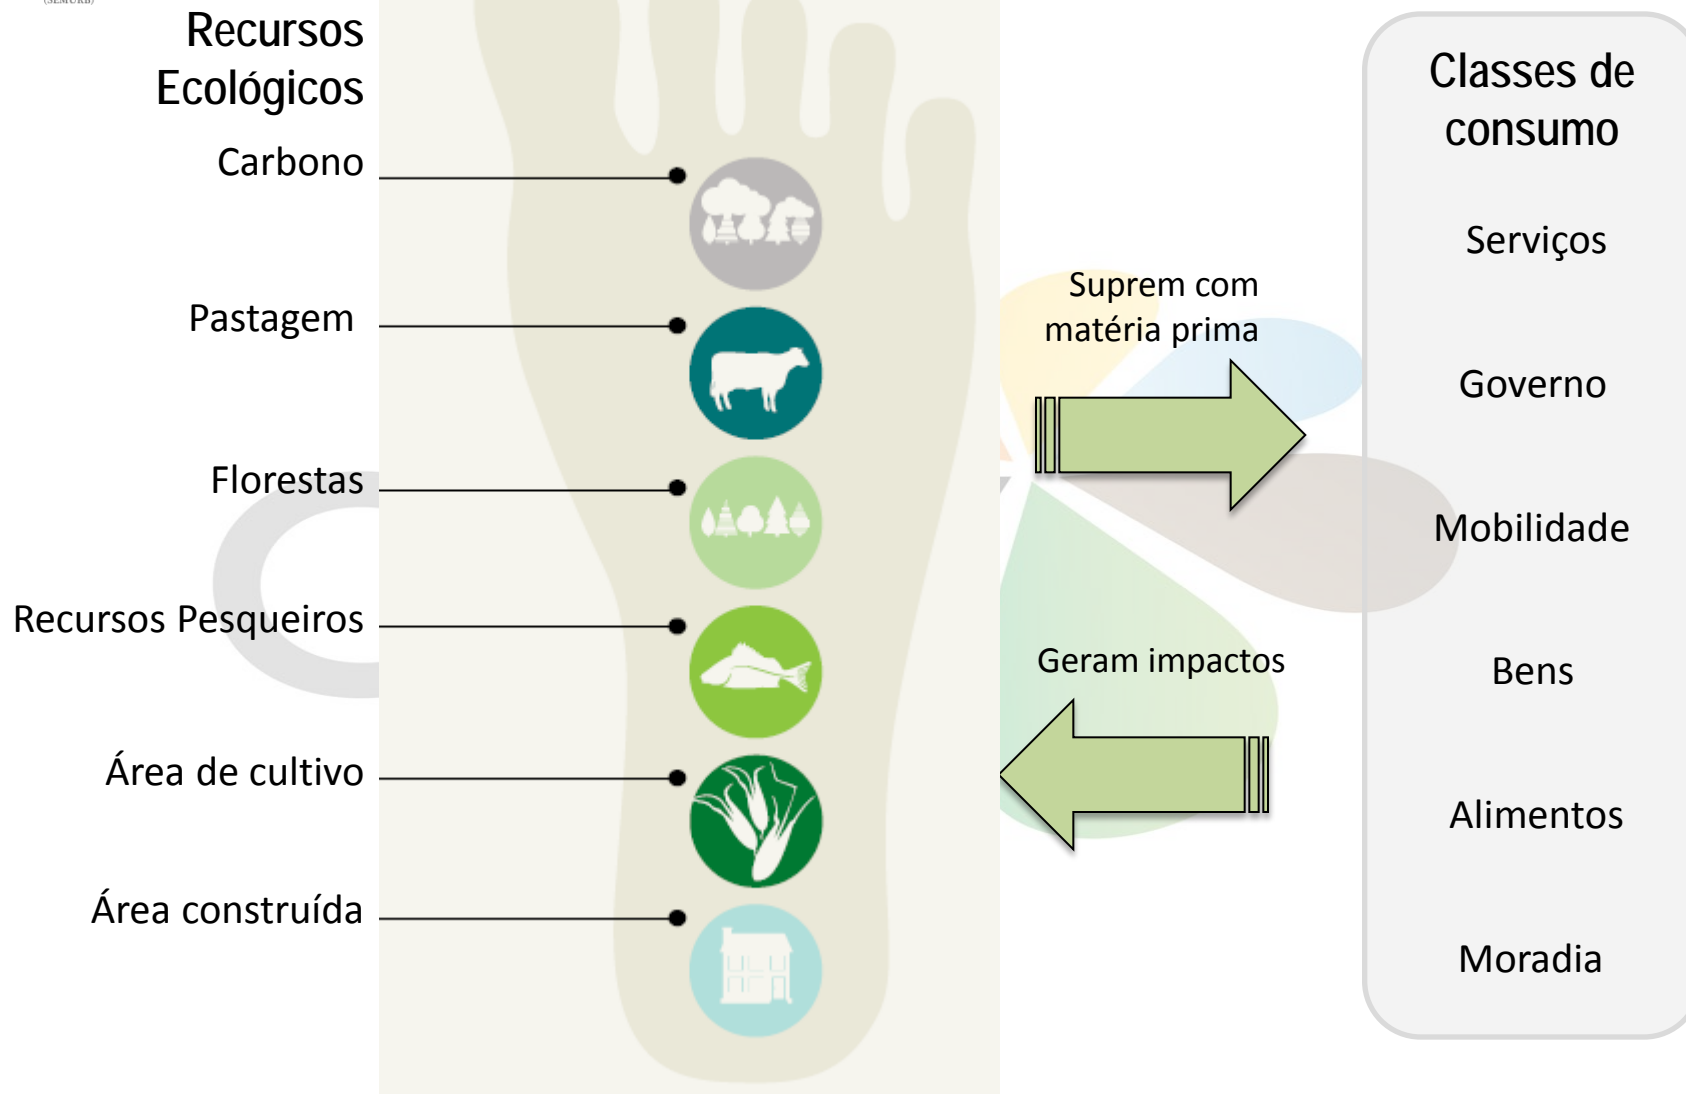 (SEMURB)
Recursos
Ecológicos
Carbono
Pastagem
Florestas
Recursos Pesqueiros
Área de cultivo
Área construída
Suprem com
matéria prima
Geram impactos
Classes de
consumo
Serviços
Governo
Mobilidade
Bens
Alimentos
Moradia